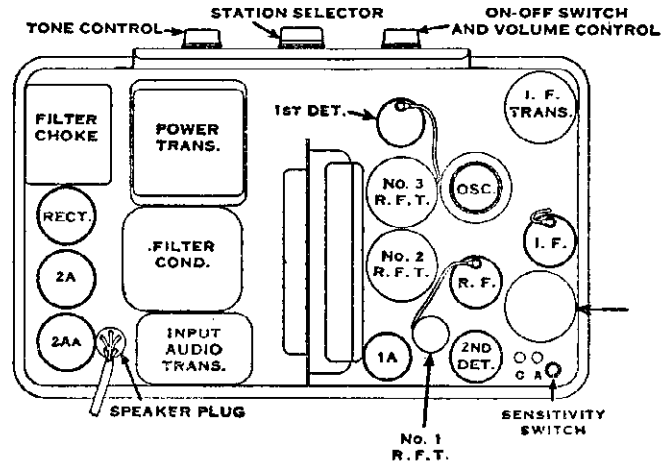 STATION SELECTOR
TONE CONTROL
ON-OFF SWITCH
AND VOLUME CONTROL
FILTER
CHOKE
POWER
TRANS.
1ST DET.
I. F.
TRANS.
No. 3
R. F. T.
OSC.
RECT.
FILTER
COND.
No. 2
R. F. T.
I. F.
2A
R. F.
2AA
INPUT
AUDIO
TRANS.
1A
2ND
DET.
C A
SPEAKER PLUG
SENSITIVITY
SWITCH
No. 1
R. F. T.